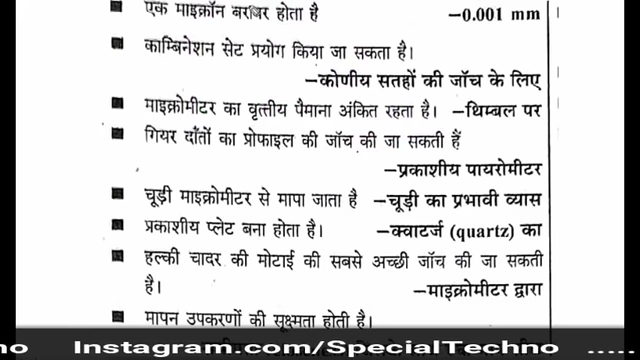 एक माइक्रॉन बराबर होता है –0.001 mm
काम्बिनेशन सेट प्रयोग किया जा सकता है।
–कोणीय सतहों की जाँच के लिए
माइक्रोमीटर का वृत्तीय पैमाना अंकित रहता है। –थिम्बल पर
गियर दाँतों का प्रोफाइल की जाँच की जा सकती हैं
–प्रकाशीय पायरोमीटर
चूड़ी माइक्रोमीटर से मापा जाता है –चूड़ी का प्रभावी व्यास
प्रकाशीय प्लेट बना होता है। –क्वाटर्ज (quartz) का
हल्की चादर की मोटाई की सबसे अच्छी जाँच की जा सकती
है। –माइक्रोमीटर द्वारा
मापन उपकरणों की सूक्ष्मता होती है।
no Instagram.com/SpecialTechno .....